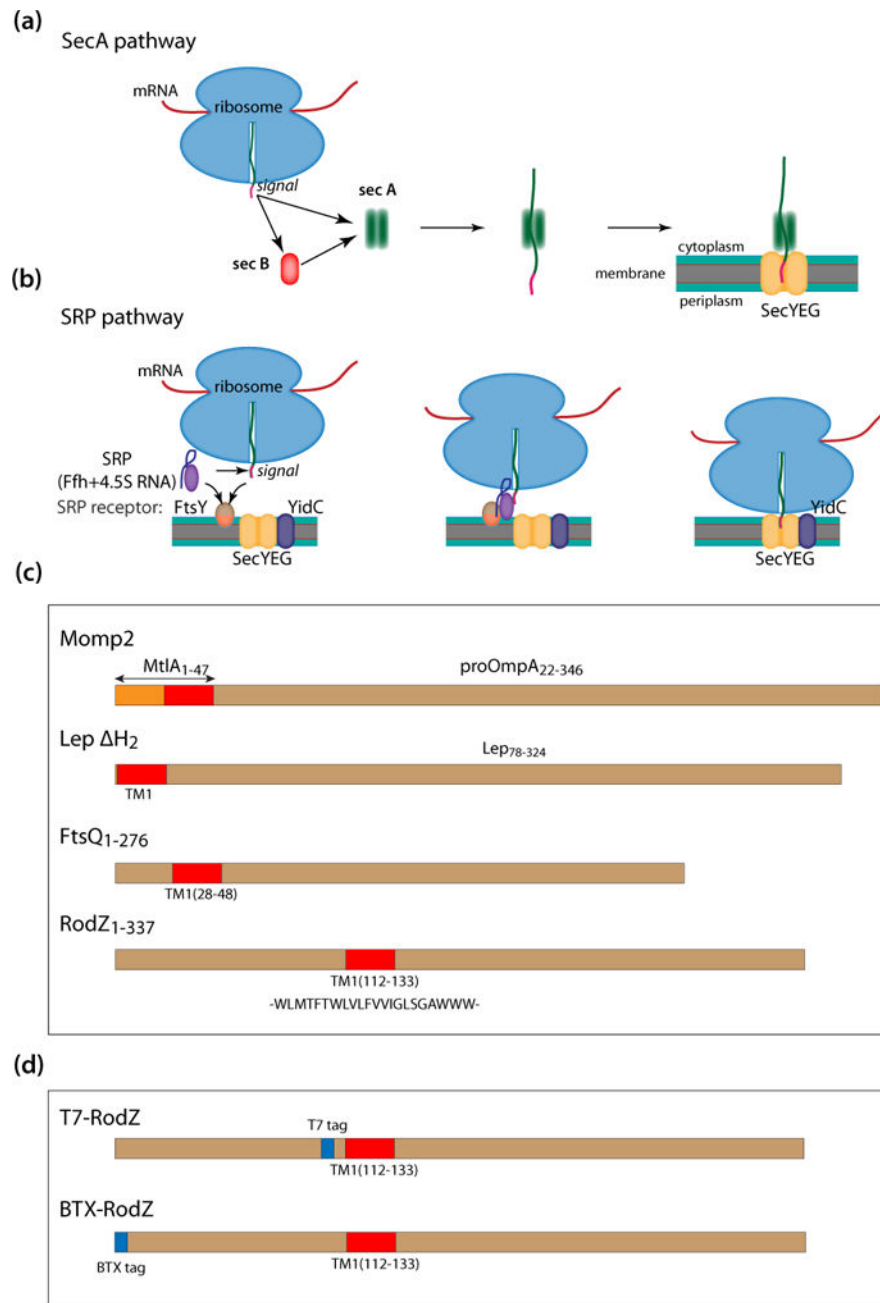 (a)
SecA pathway
mRNA
ribosome
signal
sec A
sec B
cytoplasm
membrane
periplasm
SecYEG
(b)
SRP pathway
mRNA
ribosome
SRP
(Ffh+4.5S RNA)
signal
SRP receptor: FtsY
YidC
SecYEG
SecYEG
(c)
Momp2
MtlA1-47
proOmpA22-346
Lep ΔH2
Lep78-324
TM1
FtsQ1-276
TM1(28-48)
RodZ1-337
TM1(112-133)
-WLMTFTWLVLFVVIGLSGAWWW-
(d)
T7-RodZ
T7 tag
TM1(112-133)
BTX-RodZ
BTX tag
TM1(112-133)